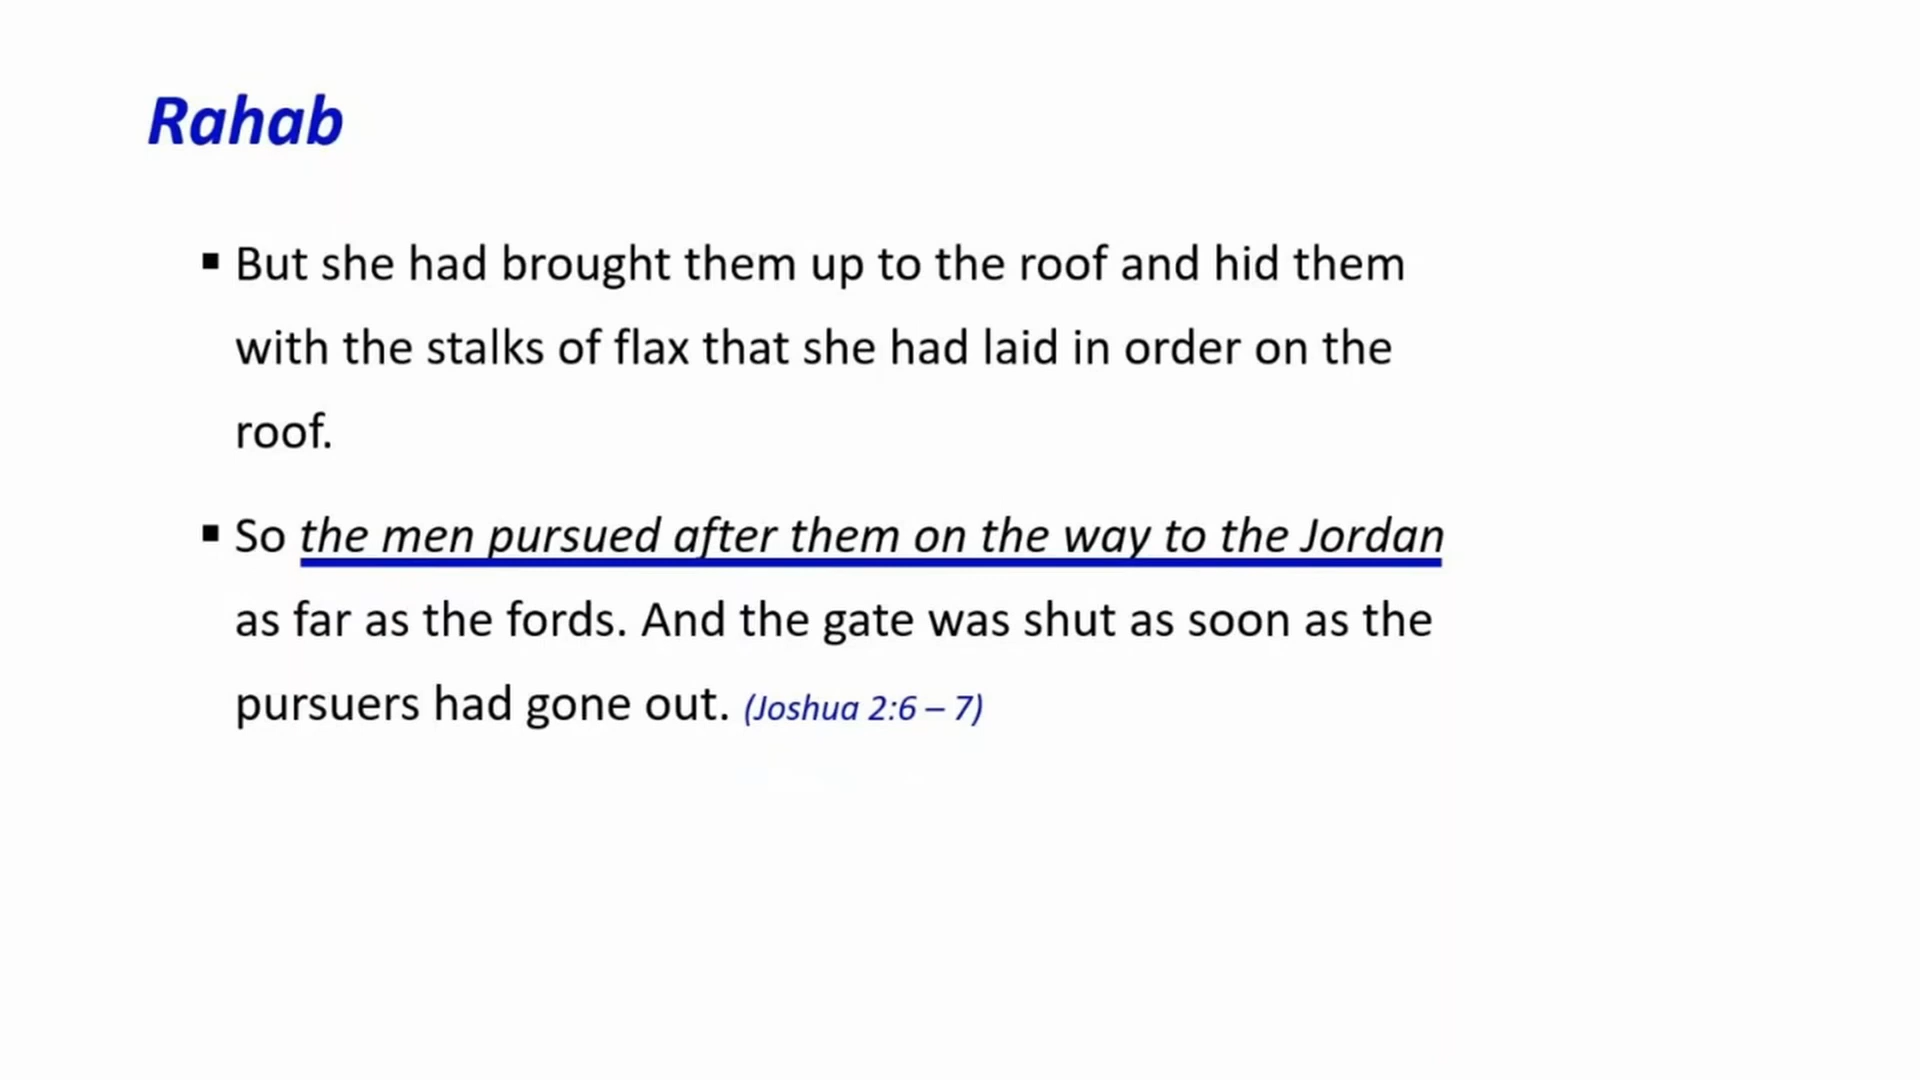 Rahab
▪ But she had brought them up to the roof and hid them
with the stalks of flax that she had laid in order on the
roof.
▪ So the men pursued after them on the way to the Jordan
as far as the fords. And the gate was shut as soon as the
pursuers had gone out. (Joshua 2:6 – 7)